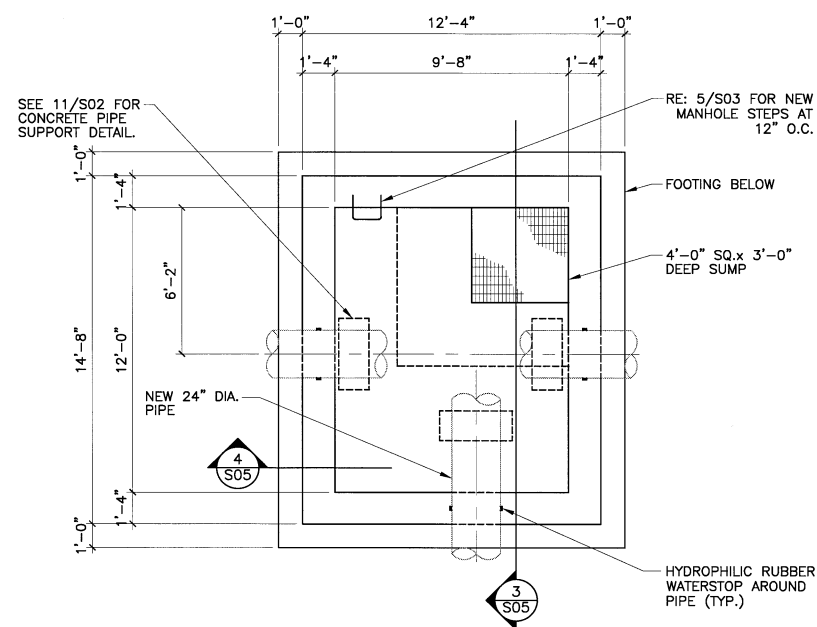 1'-0"
12'-4"
1'-0"
1'-4"
9'-8"
1'-4"
SEE 11/S02 FOR
CONCRETE PIPE
SUPPORT DETAIL.
RE: 5/S03 FOR NEW
MANHOLE STEPS AT
12" O.C.
1'-0"
1'-4"
FOOTING BELOW
4'-0" SQ.x 3'-0"
DEEP SUMP
6'-2"
14'-8"
12'-0"
NEW 24" DIA.
PIPE
4
S05
1'-4"
1'-0"
HYDROPHILIC RUBBER
WATERSTOP AROUND
PIPE (TYP.)
3
S05